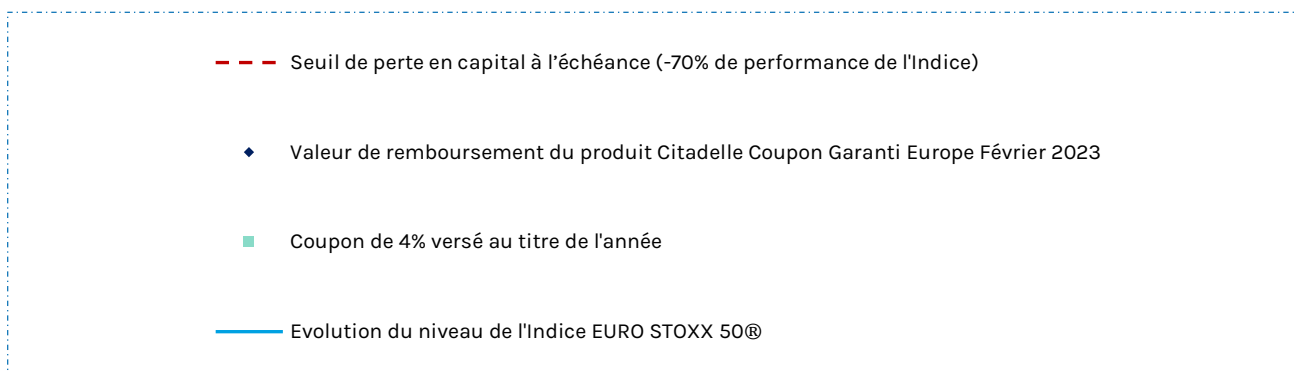 Seuil de perte en capital à l’échéance (-70% de performance de l'Indice)
Valeur de remboursement du produit Citadelle Coupon Garanti Europe Février 2023
Coupon de 4% versé au titre de l'année
Evolution du niveau de l'Indice EURO STOXX 50®